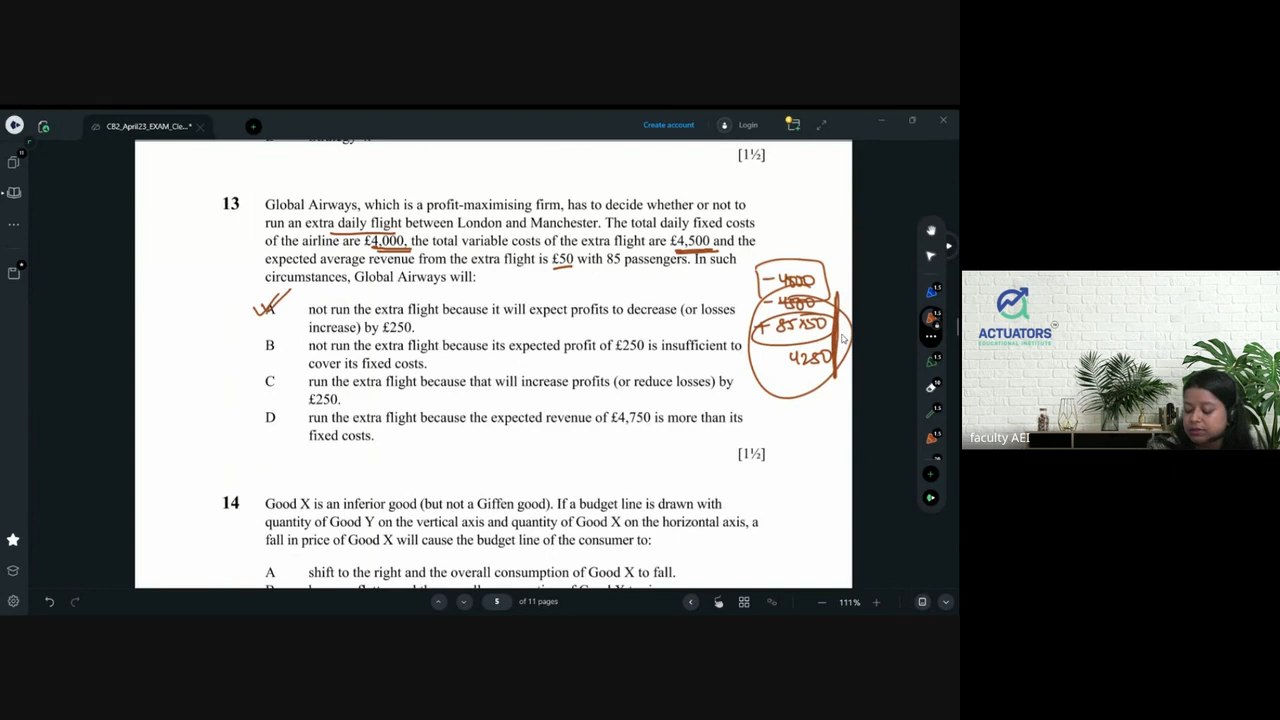 CB2_April23_EXAM_Cle...*
Create account
Login
[1½]
13 Global Airways, which is a profit-maximising firm, has to decide whether or not to
run an extra daily flight between London and Manchester. The total daily fixed costs
of the airline are £4,000, the total variable costs of the extra flight are £4,500 and the
expected average revenue from the extra flight is £50 with 85 passengers. In such
circumstances, Global Airways will:
A not run the extra flight because it will expect profits to decrease (or losses
increase) by £250.
B not run the extra flight because its expected profit of £250 is insufficient to
cover its fixed costs.
C run the extra flight because that will increase profits (or reduce losses) by
£250.
D run the extra flight because the expected revenue of £4,750 is more than its
fixed costs.
[1½]
- 4000
- 4500
+ 85x50
4250
14 Good X is an inferior good (but not a Giffen good). If a budget line is drawn with
quantity of Good Y on the vertical axis and quantity of Good X on the horizontal axis, a
fall in price of Good X will cause the budget line of the consumer to:
A shift to the right and the overall consumption of Good X to fall.
5 of 11 pages
111%
ACTUATORS
EDUCATIONAL INSTITUTE
faculty AEI